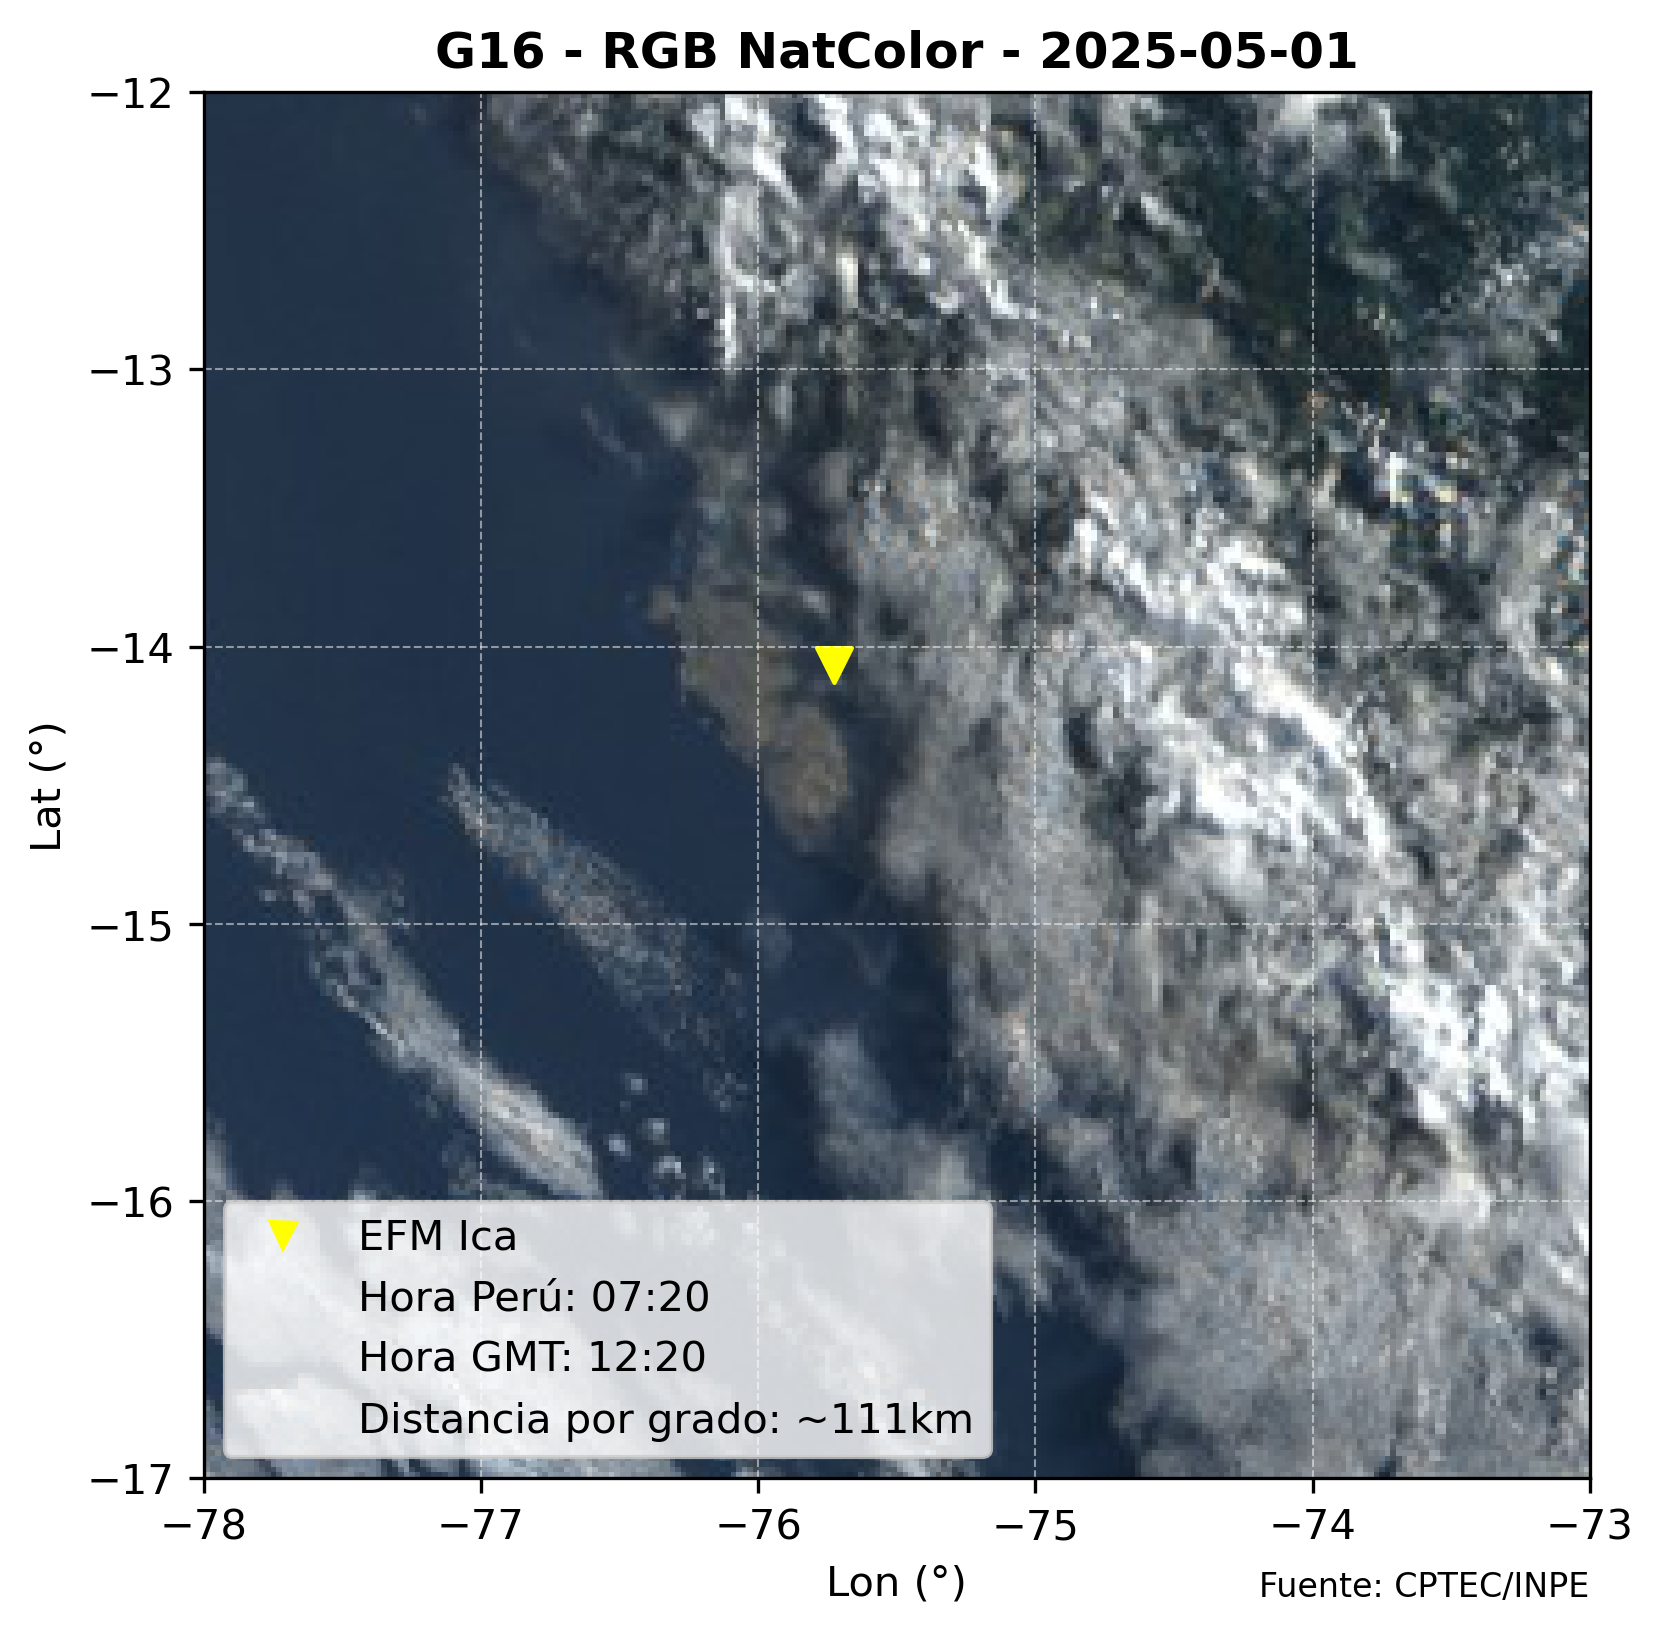 G16 - RGB NatColor - 2025-05-01
−12
−13
−14
−15
−16
−17
Lat (°)
EFM Ica
Hora Perú: 07:20
Hora GMT: 12:20
Distancia por grado: ~111km
−78 −77 −76 −75 −74 −73
Lon (°)
Fuente: CPTEC/INPE